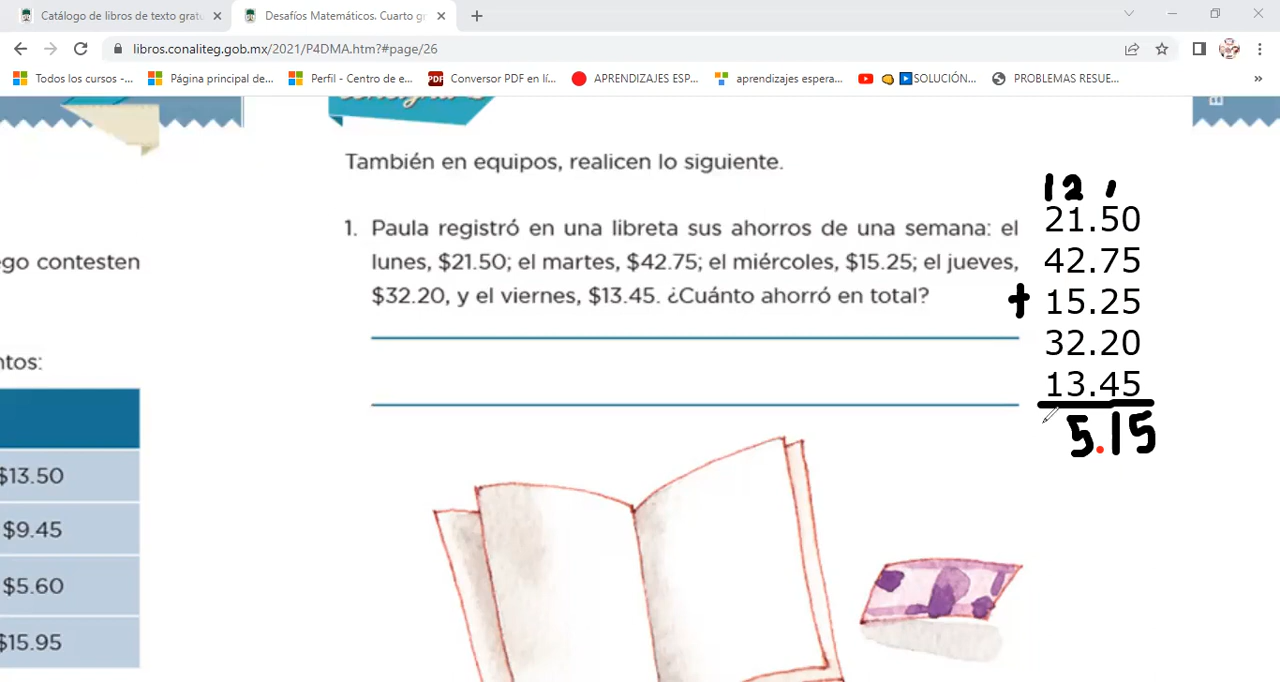 Catálogo de libros de texto gratu
Desafíos Matemáticos. Cuarto gr
libros.conaliteg.gob.mx/2021/P4DMA.htm?#page/26
Todos los cursos -...
Página principal de...
Perfil - Centro de e...
PDF
Conversor PDF en lí...
APRENDIZAJES ESP...
aprendizajes espera...
SOLUCIÓN...
PROBLEMAS RESUE...
»
También en equipos, realicen lo siguiente.
1. Paula registró en una libreta sus ahorros de una semana: el
lunes, $21.50; el martes, $42.75; el miércoles, $15.25; el jueves,
$32.20, y el viernes, $13.45. ¿Cuánto ahorró en total?
ego contesten
ntos:
$13.50
$9.45
$5.60
$15.95
1 2 ,
21.50
42.75
+ 15.25
32.20
13.45
5.15